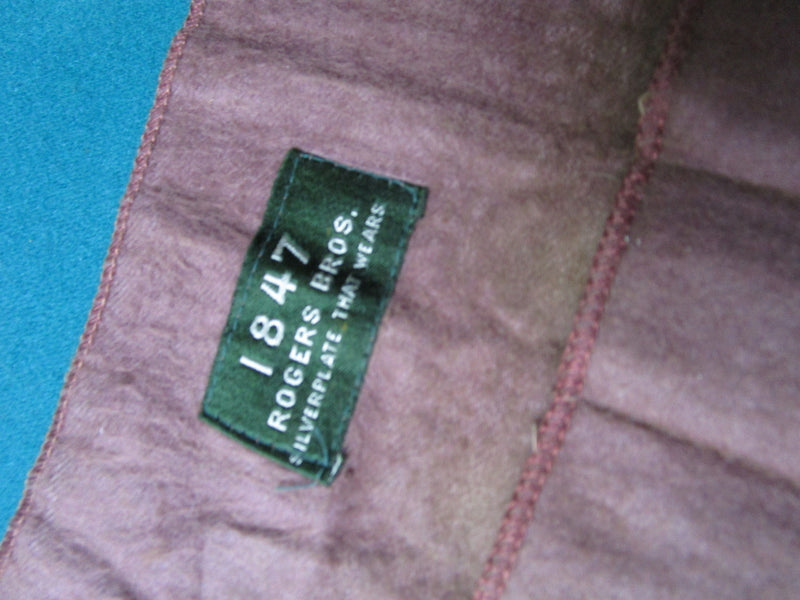 1847
ROGERS BROS.
SILVERPLATE THAT WEARS